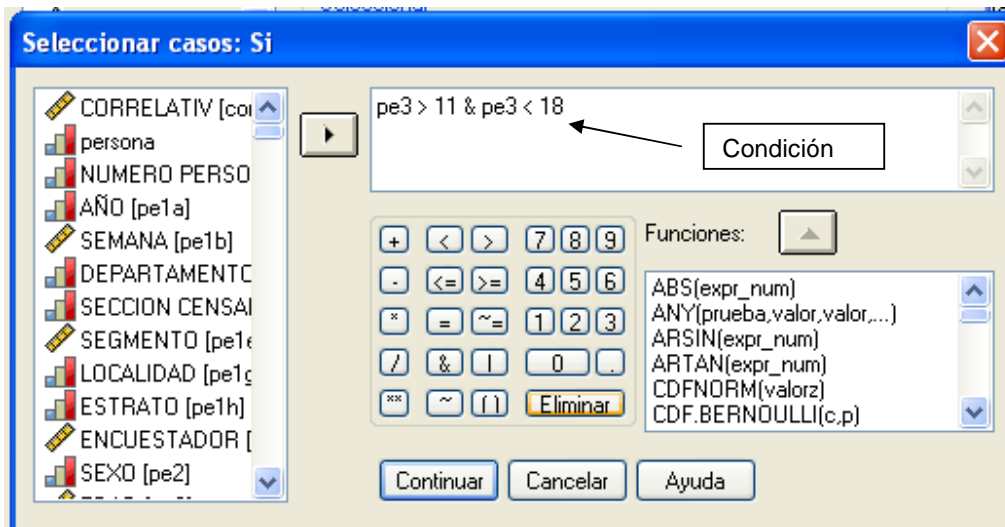 Seleccionar casos: Si
CORRELATIV [cor
persona
NUMERO PERSO
AÑO [pe1a]
SEMANA [pe1b]
DEPARTAMENTO
SECCION CENSAL
SEGMENTO [pe1e
LOCALIDAD [pe1g
ESTRATO [pe1h]
ENCUESTADOR [
SEXO [pe2]
pe3 > 11 & pe3 < 18
Condición
+ < > 7 8 9
- <= >= 4 5 6
* = ~= 1 2 3
/ & | 0 .
** ~ () Eliminar
Funciones:
ABS(expr_num)
ANY(prueba,valor,valor,...)
ARSIN(expr_num)
ARTAN(expr_num)
CDFNORM(valorz)
CDF.BERNOULLI(c,p)
Continuar Cancelar Ayuda